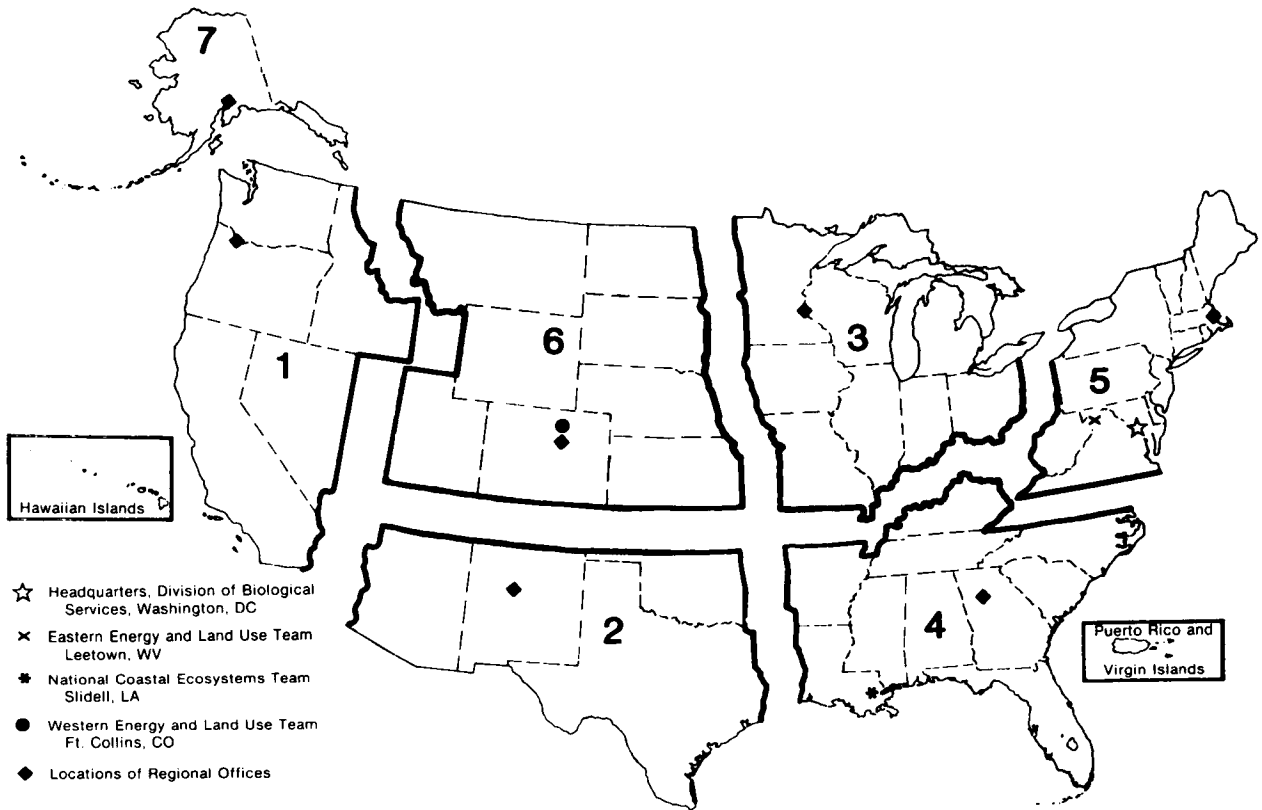 7
1
6
3
5
2
4
Hawaiian Islands
Puerto Rico and
Virgin Islands
Headquarters, Division of Biological
Services, Washington, DC
Eastern Energy and Land Use Team
Leetown, WV
National Coastal Ecosystems Team
Slidell, LA
Western Energy and Land Use Team
Ft. Collins, CO
Locations of Regional Offices